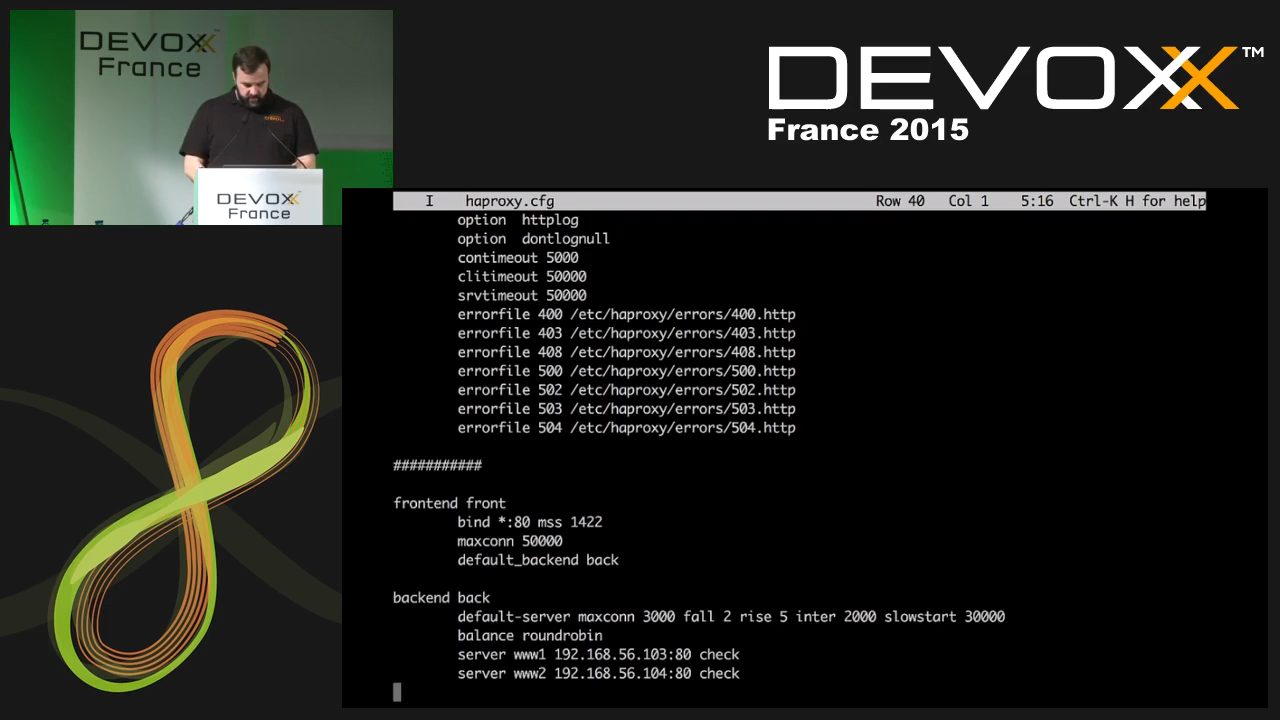 DEVOXX
France
DEVOXX™
France
DEVOXX™
France 2015
I haproxy.cfg Row 40 Col 1 5:16 Ctrl-K H for help
option httplog
option dontlognull
contimeout 5000
clitimeout 50000
srvtimeout 50000
errorfile 400 /etc/haproxy/errors/400.http
errorfile 403 /etc/haproxy/errors/403.http
errorfile 408 /etc/haproxy/errors/408.http
errorfile 500 /etc/haproxy/errors/500.http
errorfile 502 /etc/haproxy/errors/502.http
errorfile 503 /etc/haproxy/errors/503.http
errorfile 504 /etc/haproxy/errors/504.http
###########
frontend front
bind *:80 mss 1422
maxconn 50000
default_backend back
backend back
default-server maxconn 3000 fall 2 rise 5 inter 2000 slowstart 30000
balance roundrobin
server www1 192.168.56.103:80 check
server www2 192.168.56.104:80 check